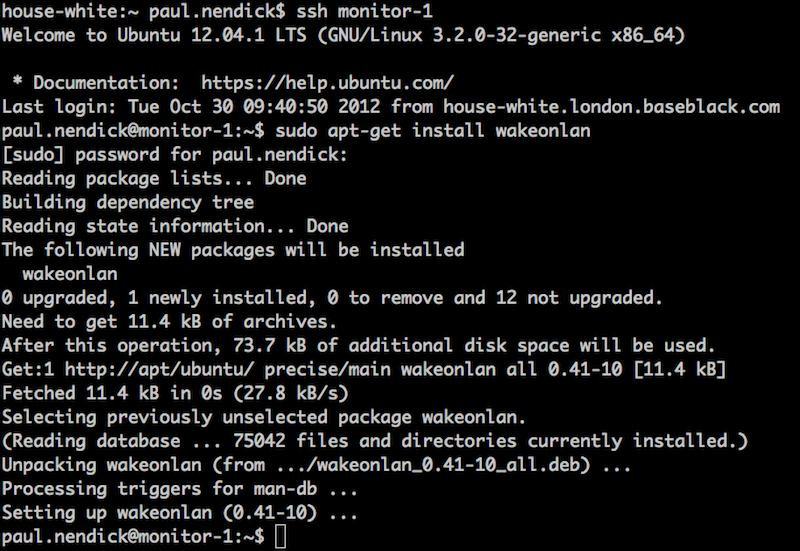 house-white:~ paul.nendick$ ssh monitor-1
Welcome to Ubuntu 12.04.1 LTS (GNU/Linux 3.2.0-32-generic x86_64)

 * Documentation:  https://help.ubuntu.com/
Last login: Tue Oct 30 09:40:50 2012 from house-white.london.baseblack.com
paul.nendick@monitor-1:~$ sudo apt-get install wakeonlan
[sudo] password for paul.nendick:
Reading package lists... Done
Building dependency tree
Reading state information... Done
The following NEW packages will be installed
  wakeonlan
0 upgraded, 1 newly installed, 0 to remove and 12 not upgraded.
Need to get 11.4 kB of archives.
After this operation, 73.7 kB of additional disk space will be used.
Get:1 http://apt/ubuntu/ precise/main wakeonlan all 0.41-10 [11.4 kB]
Fetched 11.4 kB in 0s (27.8 kB/s)
Selecting previously unselected package wakeonlan.
(Reading database ... 75042 files and directories currently installed.)
Unpacking wakeonlan (from .../wakeonlan_0.41-10_all.deb) ...
Processing triggers for man-db ...
Setting up wakeonlan (0.41-10) ...
paul.nendick@monitor-1:~$